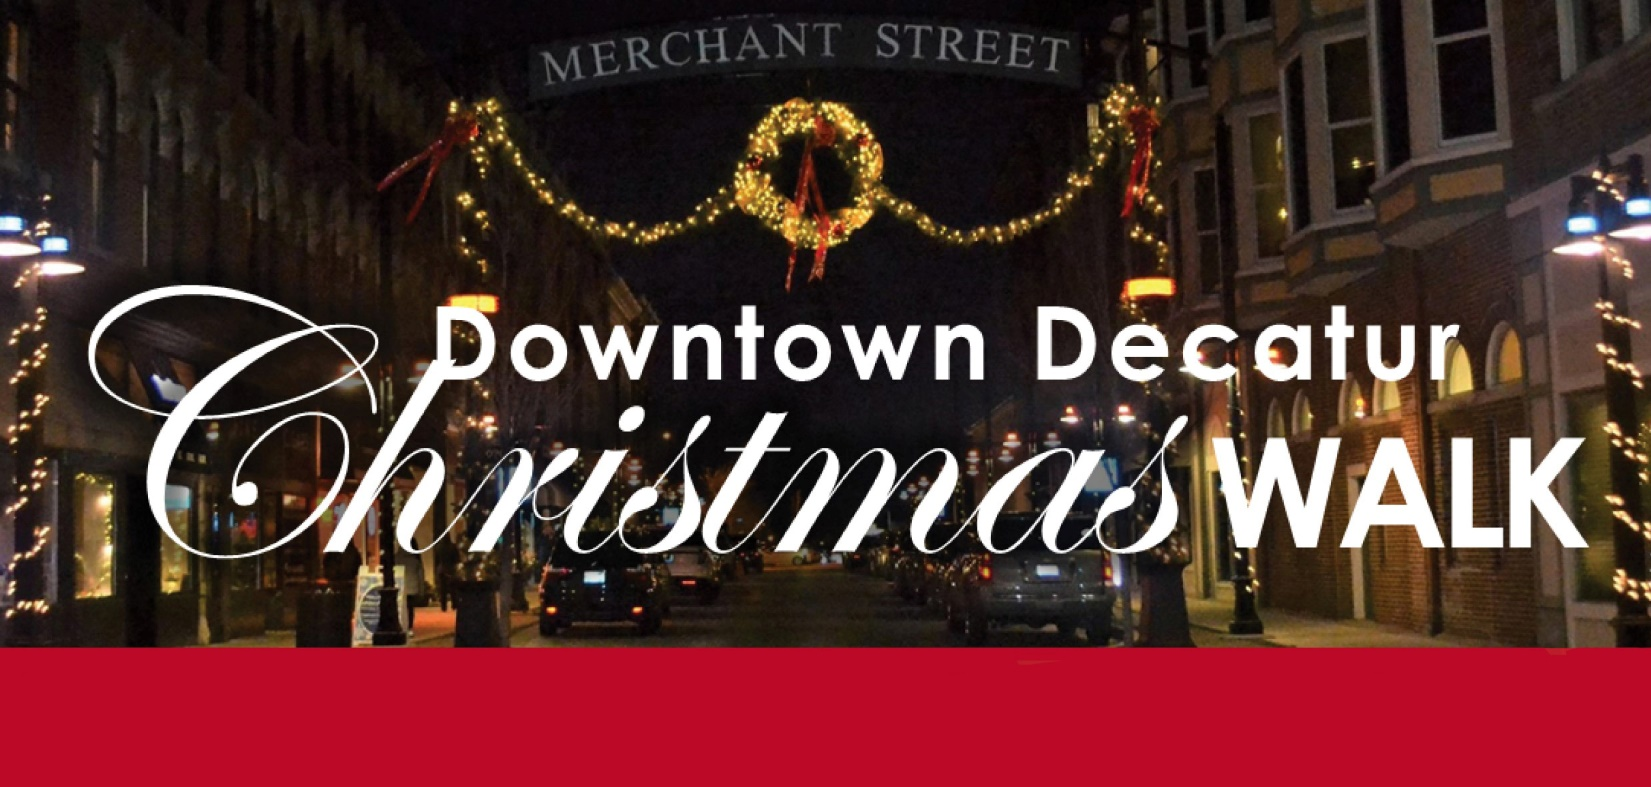 MERCHANT STREET
Downtown Decatur
Christmas WALK